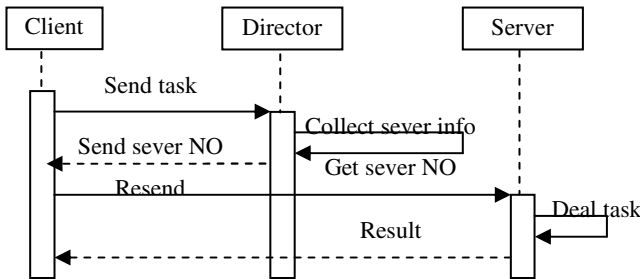 Client
Director
Server
Send task
Collect sever info
Send sever NO
Get sever NO
Resend
Deal task
Result